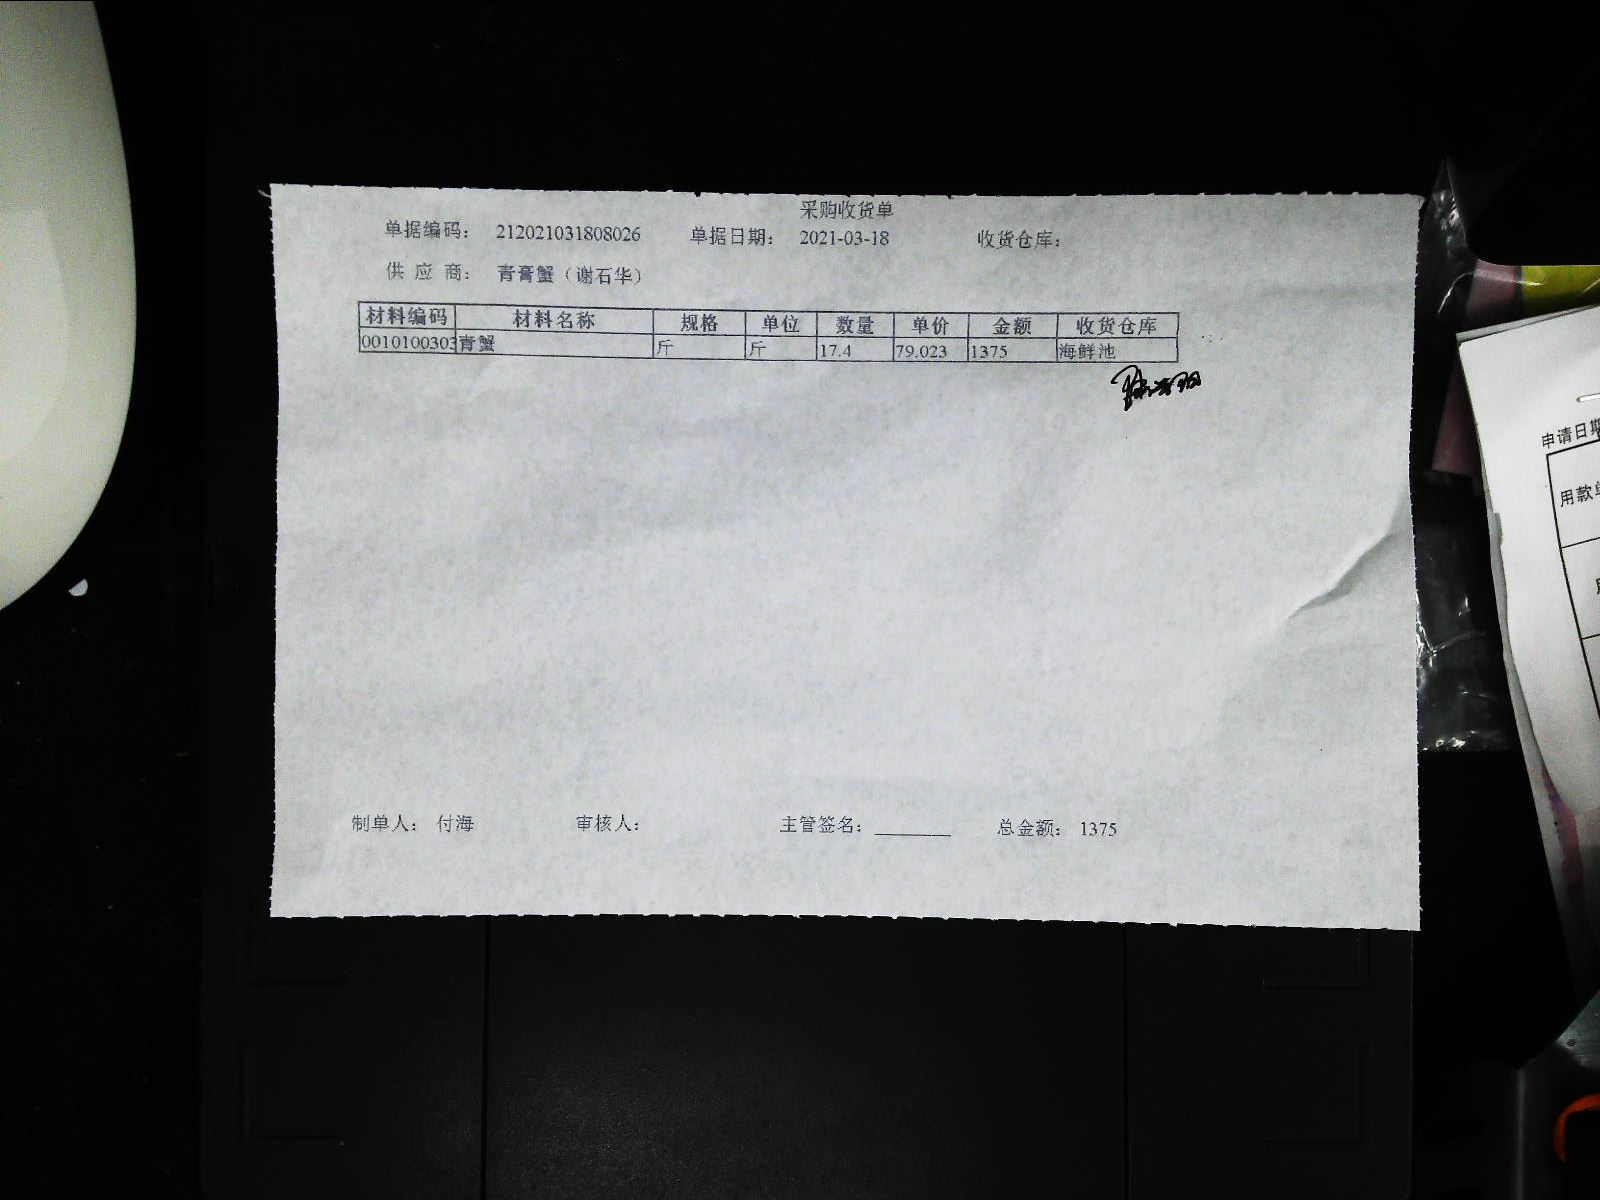 采购收货单
单据编码： 212021031808026 单据日期： 2021-03-18 收货仓库：
供 应 商： 青膏蟹（谢石华）
材料编码 材料名称 规格 单位 数量 单价 金额 收货仓库
0010100303 青蟹 斤 斤 17.4 79.023 1375 海鲜池
制单人： 付海 审核人： 主管签名： 总金额： 1375
申请日期
用款